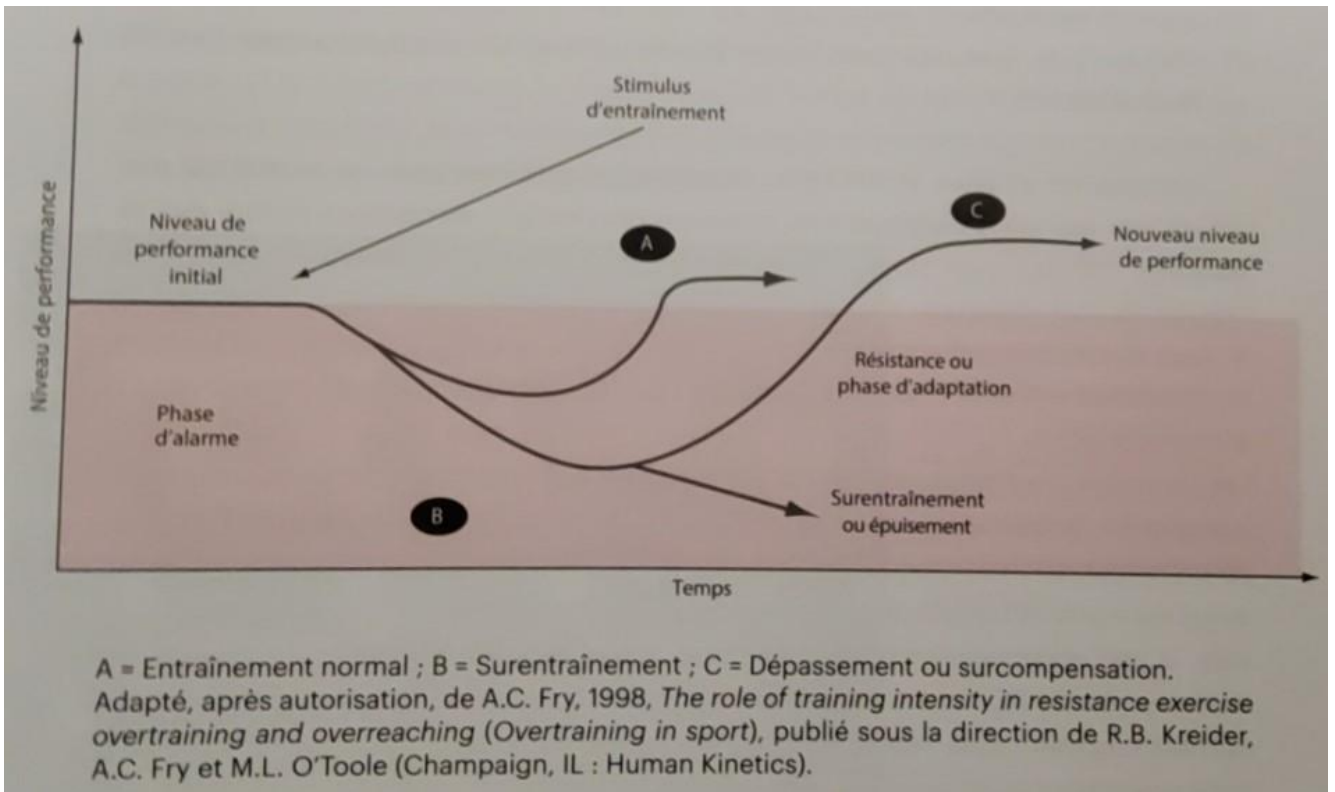 Stimulus
d'entraînement
Niveau de performance
Niveau de
performance
initial
A
C
Nouveau niveau
de performance
Résistance ou
phase d'adaptation
Phase
d'alarme
B
Surentraînement
ou épuisement
Temps
A = Entraînement normal ; B = Surentraînement ; C = Dépassement ou surcompensation.
Adapté, après autorisation, de A.C. Fry, 1998, The role of training intensity in resistance exercise
overtraining and overreaching (Overtraining in sport), publié sous la direction de R.B. Kreider,
A.C. Fry et M.L. O'Toole (Champaign, IL : Human Kinetics).